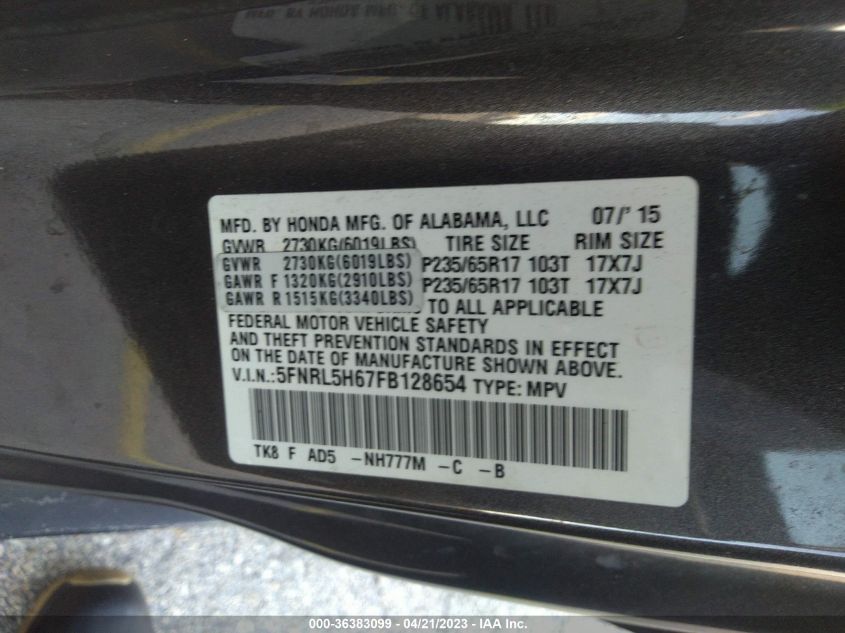 MFD. BY HONDA MFG. OF ALABAMA, LLC 07/'15
GVWR 2730KG(6019LBS) TIRE SIZE RIM SIZE
GVWR 2730KG(6019LBS) P235/65R17 103T 17X7J
GAWR F 1320KG(2910LBS) P235/65R17 103T 17X7J
GAWR R 1515KG(3340LBS) TO ALL APPLICABLE
FEDERAL MOTOR VEHICLE SAFETY
AND THEFT PREVENTION STANDARDS IN EFFECT
ON THE DATE OF MANUFACTURE SHOWN ABOVE.
V.I.N.:5FNRL5H67FB128654 TYPE: MPV
TK8 F AD5 -NH777M -C -B
000-36383099 - 04/21/2023 - IAA Inc.